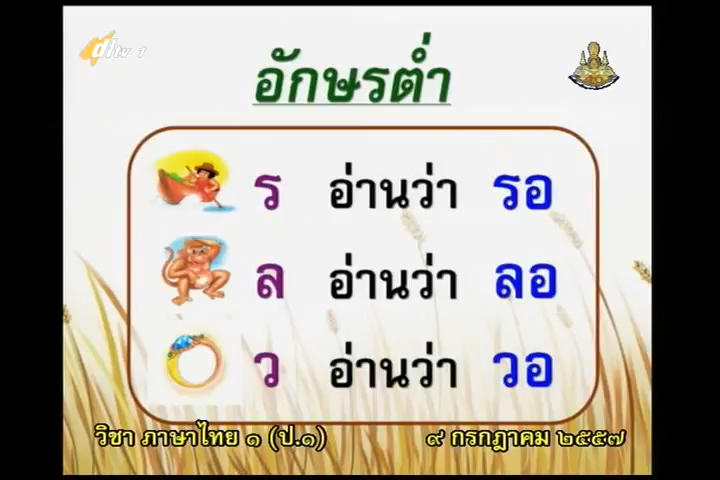 dltv 1
อักษรต่ำ
ร อ่านว่า รอ
ล อ่านว่า ลอ
ว อ่านว่า วอ
วิชา ภาษาไทย ๑ (ป.๑) ๙ กรกฎาคม ๒๕๕๗